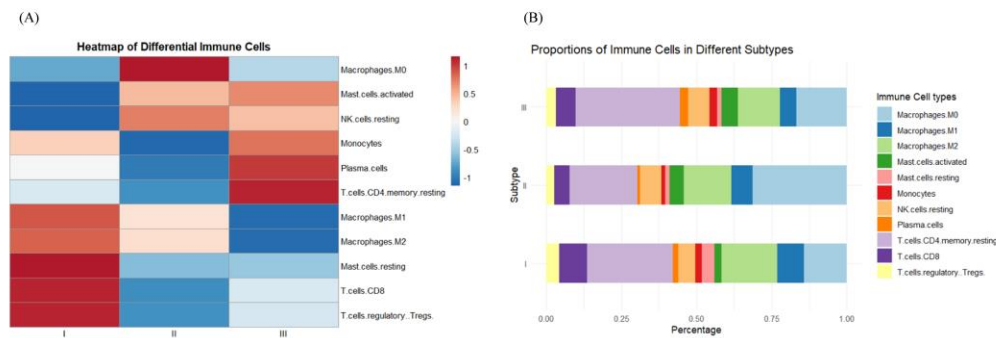 (A)
(B)
Heatmap of Differential Immune Cells
Macrophages.M0
Mast.cells.activated
NK.cells.resting
Monocytes
Plasma.cells
T.cells.CD4.memory.resting
Macrophages.M1
Macrophages.M2
Mast.cells.resting
T.cells.CD8
T.cells.regulatory..Tregs.
I
II
III
1
0.5
0
-0.5
-1
Proportions of Immune Cells in Different Subtypes
Subtype
III
II
I
0.00
0.25
0.50
0.75
1.00
Percentage
Immune Cell types
Macrophages.M0
Macrophages.M1
Macrophages.M2
Mast.cells.activated
Mast.cells.resting
Monocytes
NK.cells.resting
Plasma.cells
T.cells.CD4.memory.resting
T.cells.CD8
T.cells.regulatory..Tregs.